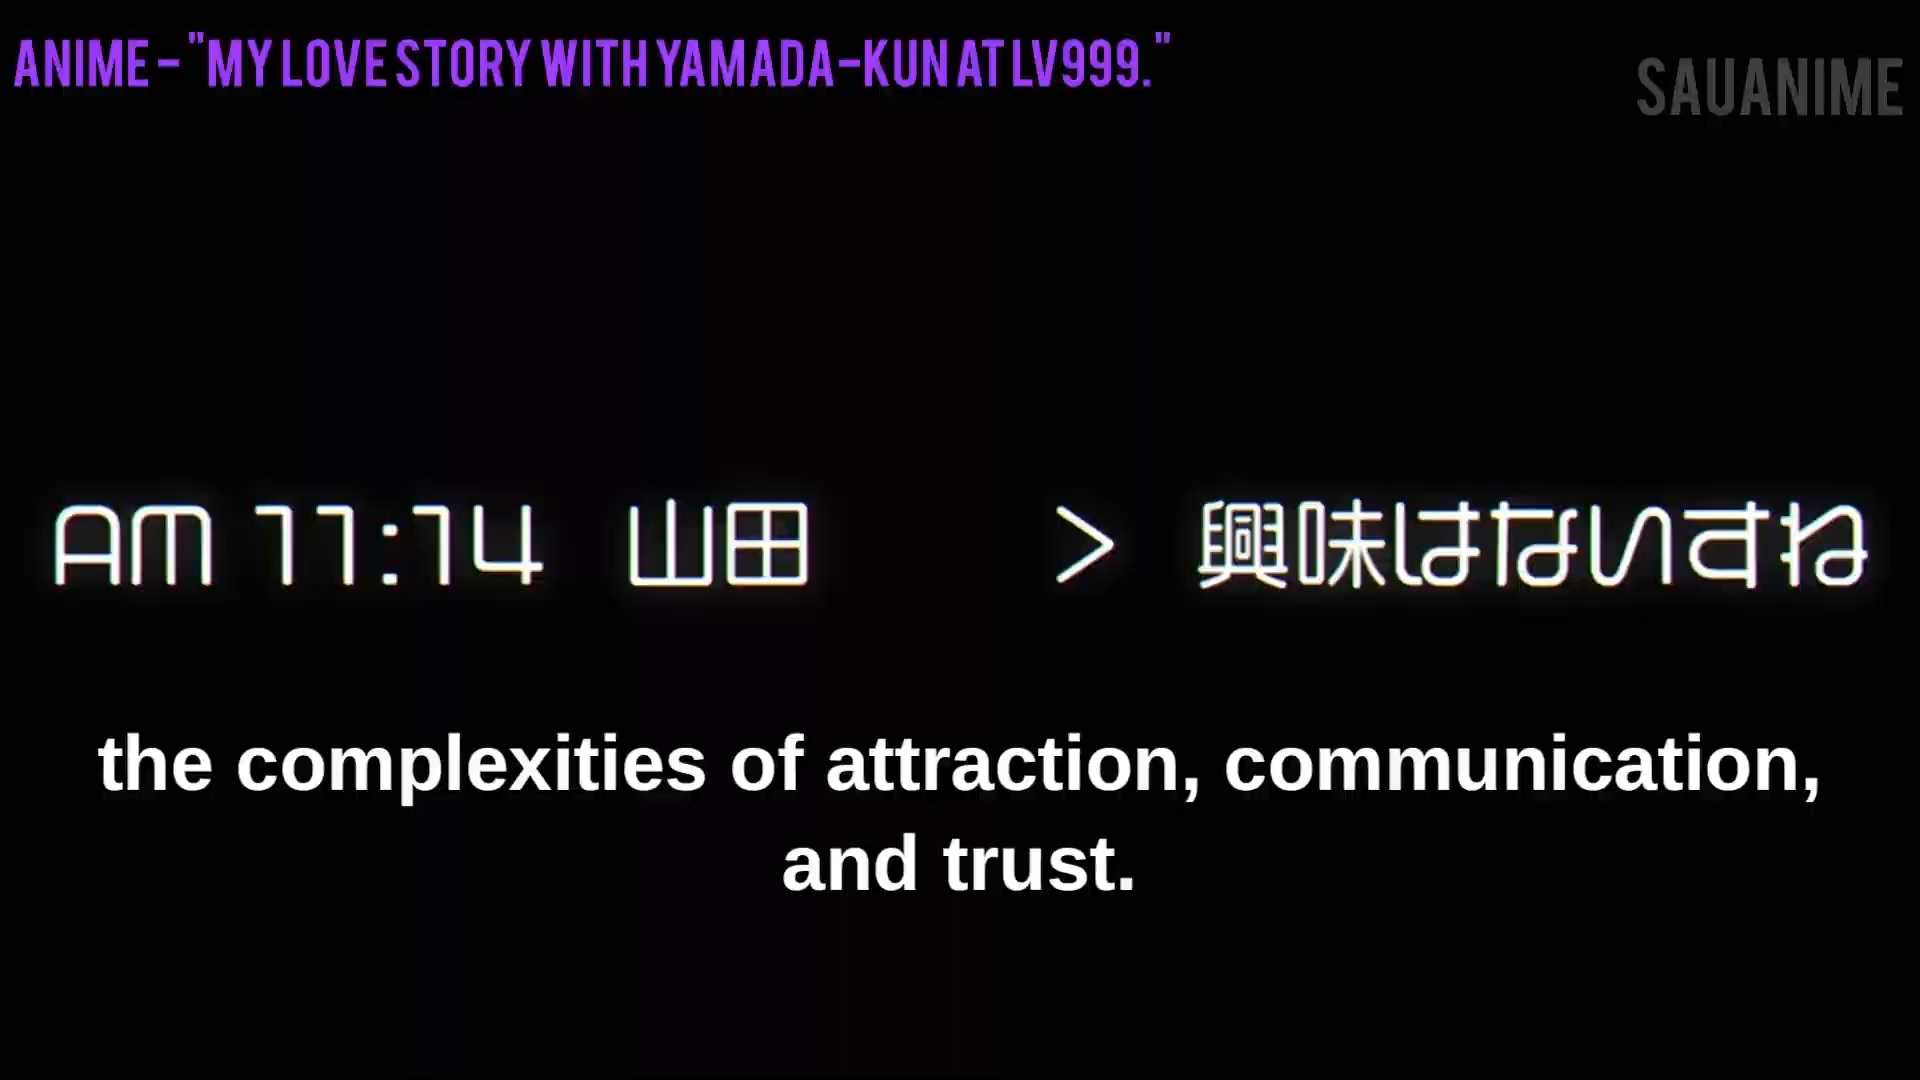 ANIME - "MY LOVE STORY WITH YAMADA-KUN AT LV999."
SAUANIME
AM 11:14 山田 > 興味はないすね
the complexities of attraction, communication,
and trust.